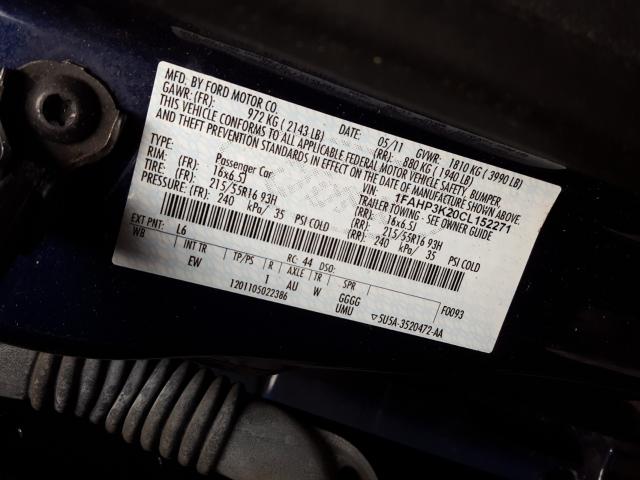 MFD. BY FORD MOTOR CO.
DATE: 05/11 GVWR: 1810 KG (3990 LB)
GAWR: (FR): 972 KG (2143 LB) (RR): 880 KG (1940 LB)
THIS VEHICLE CONFORMS TO ALL APPLICABLE FEDERAL MOTOR VEHICLE SAFETY, BUMPER
AND THEFT PREVENTION STANDARDS IN EFFECT ON THE DATE OF MANUFACTURE SHOWN ABOVE.
VIN: 1FAHP3K20CL152271
TYPE: Passenger Car TRAILER TOWING - SEE OWNER GUIDE
RIM: 16x6.5J (RR): 16x6.5J
TIRE: (FR): 215/55R16 93H (RR): 215/55R16 93H
PRESSURE: (FR): 240 kPa/ 35 PSI COLD (RR): 240 kPa/ 35 PSI COLD
EXT PNT: L6 RC: 44 DSO: F0093
WB INT TR TP/PS R AXLE TR SPR
EW 1 AU W GGGG
1201105022386 UMU ▽5U5A-3520472-AA